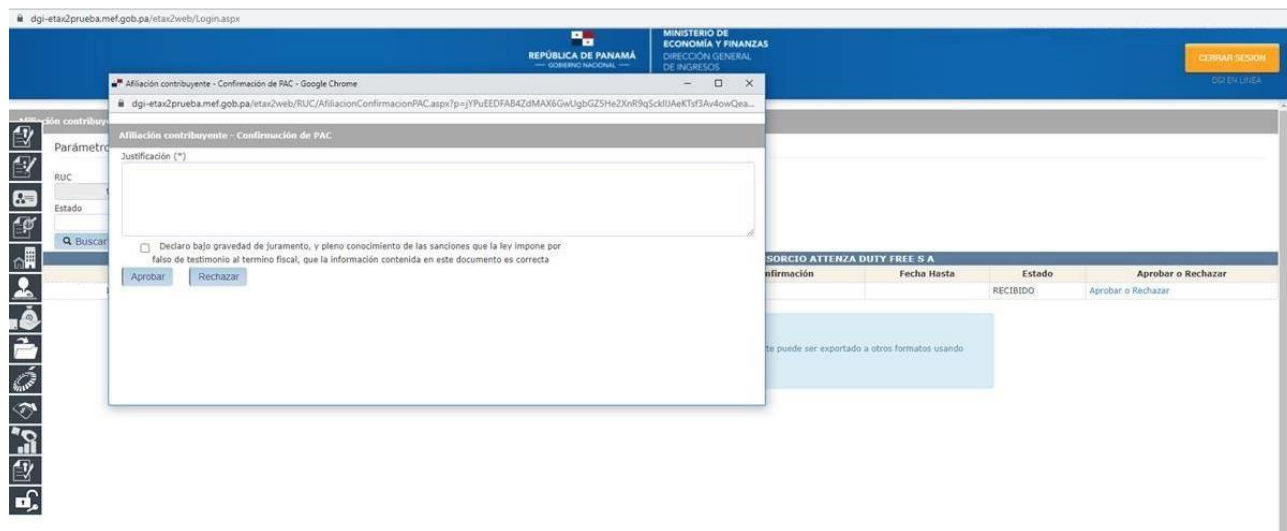 dgi-etax2prueba.mef.gob.pa/etax2web/Login.aspx
REPÚBLICA DE PANAMÁ
— GOBIERNO NACIONAL —
MINISTERIO DE
ECONOMÍA Y FINANZAS
DIRECCIÓN GENERAL
DE INGRESOS
CERRAR SESION
DGI EN LINEA
Afiliación contribuyente - Confirmación de PAC - Google Chrome
dgi-etax2prueba.mef.gob.pa/etax2web/RUC/AfiliacionConfirmacionPAC.aspx
Afiliación contribuyente - Confirmación de PAC
Justificación (*)
Declaro bajo gravedad de juramento, y pleno conocimiento de las sanciones que la ley impone por
falso de testimonio al termino fiscal, que la información contenida en este documento es correcta
Aprobar Rechazar
ción contribuy
Parámetro
RUC
Estado
Buscar
SORCIO ATTENZA DUTY FREE S A
nfirmación Fecha Hasta Estado Aprobar o Rechazar
RECIBIDO Aprobar o Rechazar
te puede ser exportado a otros formatos usando